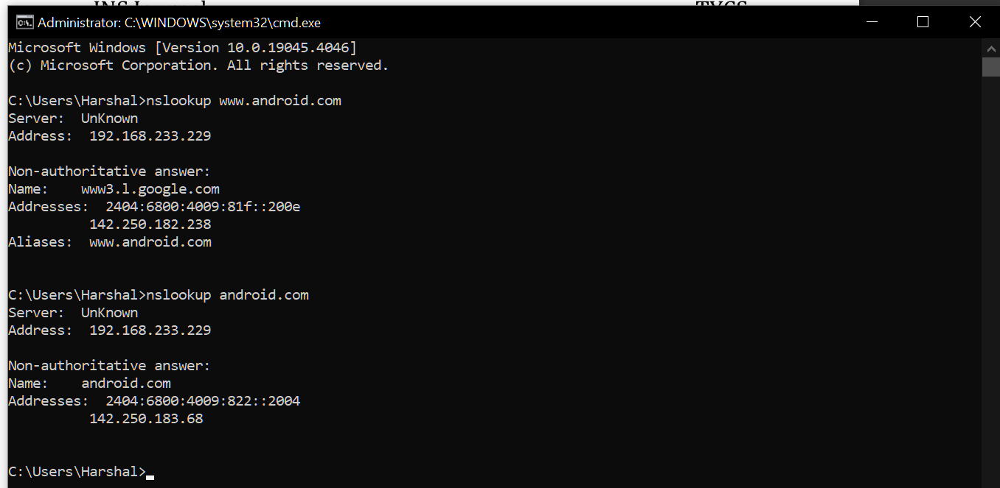 Administrator: C:\WINDOWS\system32\cmd.exe
Microsoft Windows [Version 10.0.19045.4046]
(c) Microsoft Corporation. All rights reserved.
C:\Users\Harshal>nslookup www.android.com
Server:  UnKnown
Address:  192.168.233.229
Non-authoritative answer:
Name:    www3.l.google.com
Addresses:  2404:6800:4009:81f::200e
          142.250.182.238
Aliases:  www.android.com
C:\Users\Harshal>nslookup android.com
Server:  UnKnown
Address:  192.168.233.229
Non-authoritative answer:
Name:    android.com
Addresses:  2404:6800:4009:822::2004
          142.250.183.68
C:\Users\Harshal>